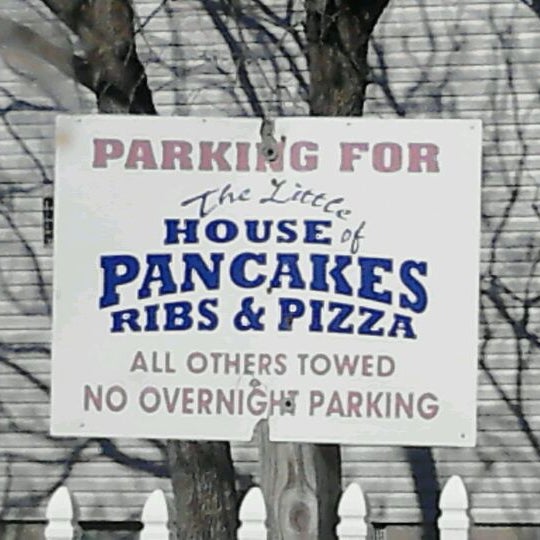 PARKING FOR
The Little
HOUSE of
PANCAKES
RIBS & PIZZA
ALL OTHERS TOWED
NO OVERNIGHT PARKING